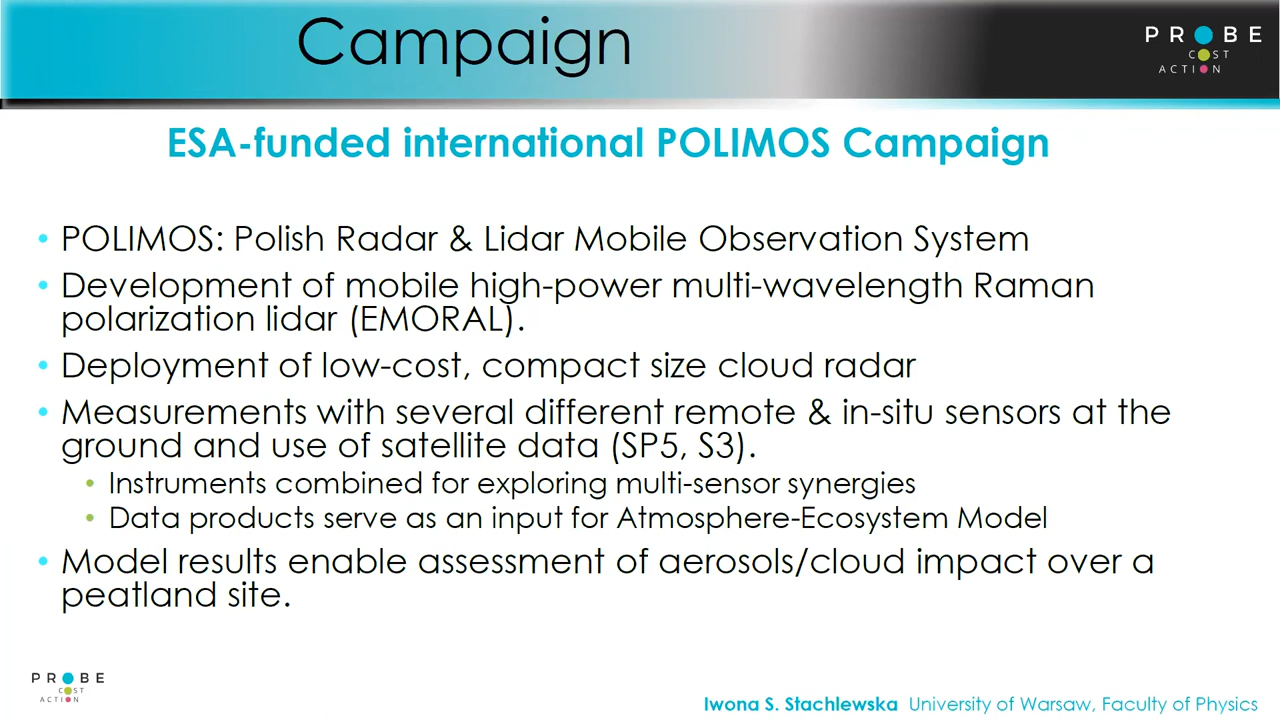 Campaign
PROBE
COST
ACTION
ESA-funded international POLIMOS Campaign
• POLIMOS: Polish Radar & Lidar Mobile Observation System
• Development of mobile high-power multi-wavelength Raman
polarization lidar (EMORAL).
• Deployment of low-cost, compact size cloud radar
• Measurements with several different remote & in-situ sensors at the
ground and use of satellite data (SP5, S3).
• Instruments combined for exploring multi-sensor synergies
• Data products serve as an input for Atmosphere-Ecosystem Model
• Model results enable assessment of aerosols/cloud impact over a
peatland site.
PROBE
COST
ACTION
Iwona S. Stachlewska University of Warsaw, Faculty of Physics